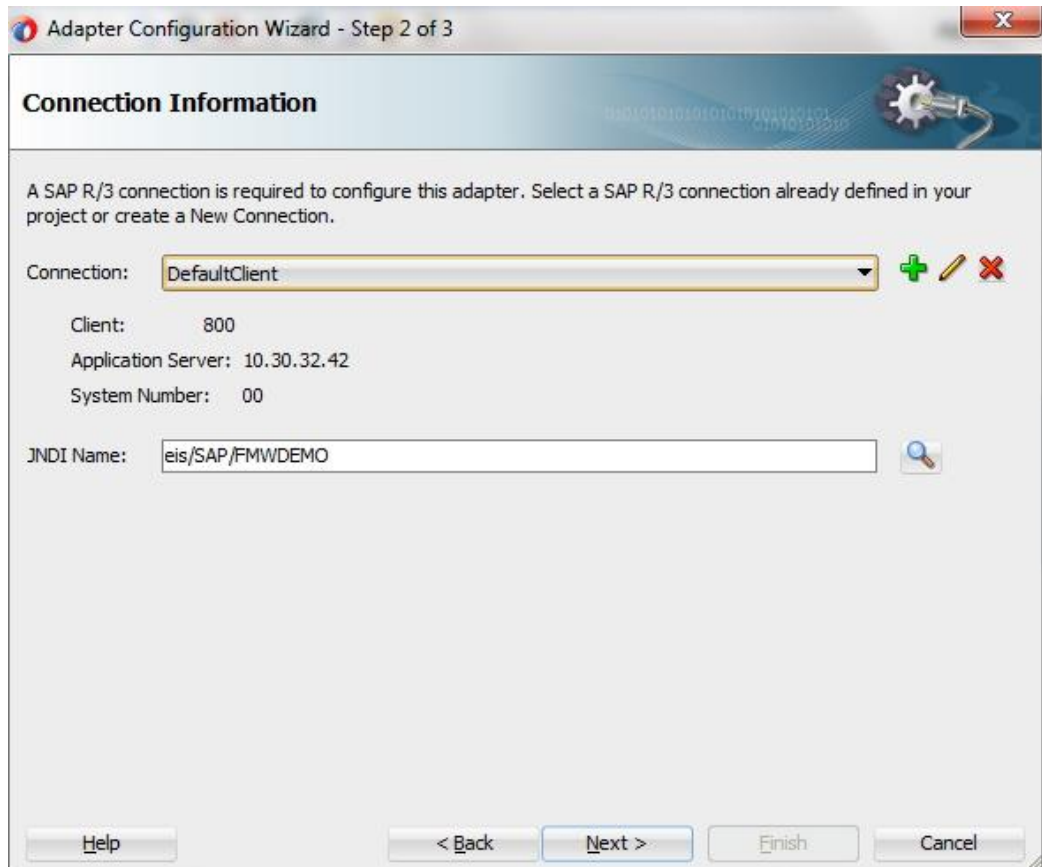 Adapter Configuration Wizard - Step 2 of 3
Connection Information
A SAP R/3 connection is required to configure this adapter. Select a SAP R/3 connection already defined in your
project or create a New Connection.
Connection: DefaultClient
Client: 800
Application Server: 10.30.32.42
System Number: 00
JNDI Name: eis/SAP/FMWDEMO
Help < Back Next > Finish Cancel